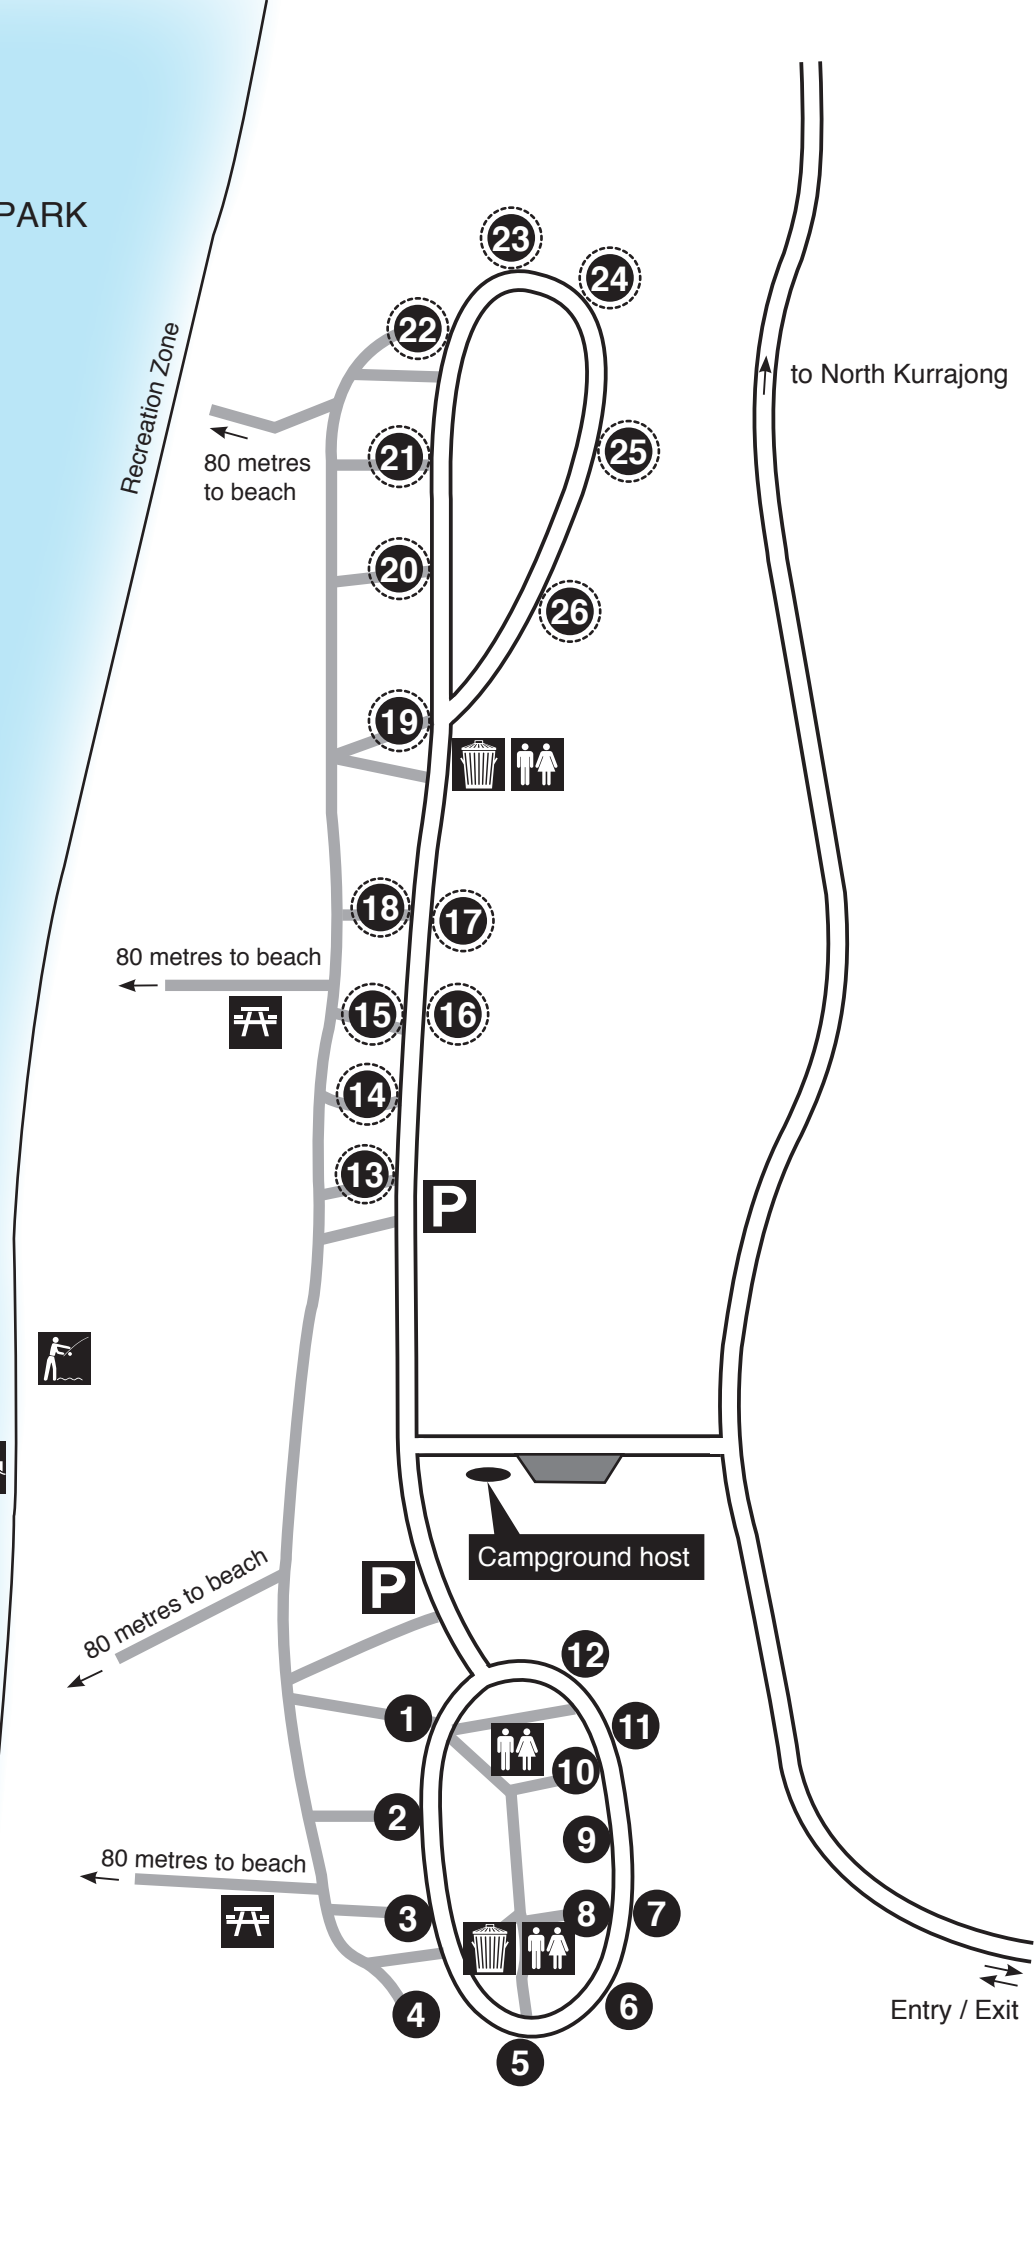 PARK
23
24
22
Recreation Zone
to North Kurrajong
21
25
80 metres
to beach
20
26
19
18
17
80 metres to beach
15
16
14
13
P
Campground host
80 metres to beach
P
12
1
11
10
2
9
80 metres to beach
3
8
7
6
4
Entry / Exit
5